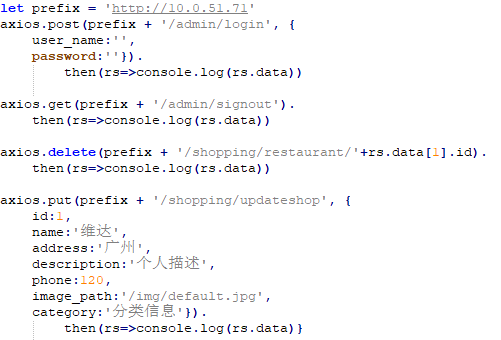 let prefix = 'http://10.0.51.71'
axios.post(prefix + '/admin/login', {
    user_name:'',
    password:''}).
        then(rs=>console.log(rs.data))
axios.get(prefix + '/admin/signout').
    then(rs=>console.log(rs.data))
axios.delete(prefix + '/shopping/restaurant/'+rs.data[1].id).
    then(rs=>console.log(rs.data))
axios.put(prefix + '/shopping/updateshop', {
    id:1,
    name:'维达',
    address:'广州',
    description:'个人描述',
    phone:120,
    image_path:'/img/default.jpg',
    category:'分类信息'}).
        then(rs=>console.log(rs.data)}